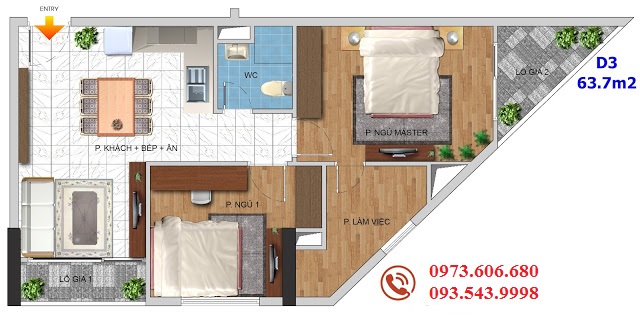 ENTRY
D3
63.7m2
LÔ GIA 2
WC
P. NGỦ MASTER
P. KHÁCH + BẾP + ĂN
P. NGỦ 1
P. LÀM VIỆC
LÔ GIA 1
0973.606.680
093.543.9998